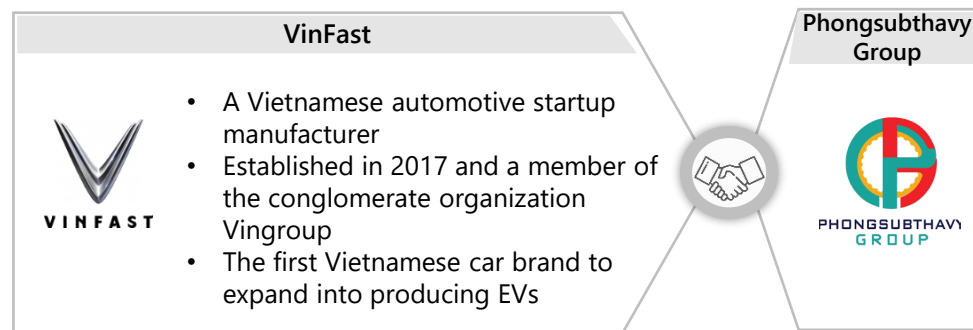 VinFast
VINFAST
• A Vietnamese automotive startup
manufacturer
• Established in 2017 and a member of
the conglomerate organization
Vingroup
• The first Vietnamese car brand to
expand into producing EVs
Phongsubthavy
Group
PHONGSUBTHAVY
GROUP